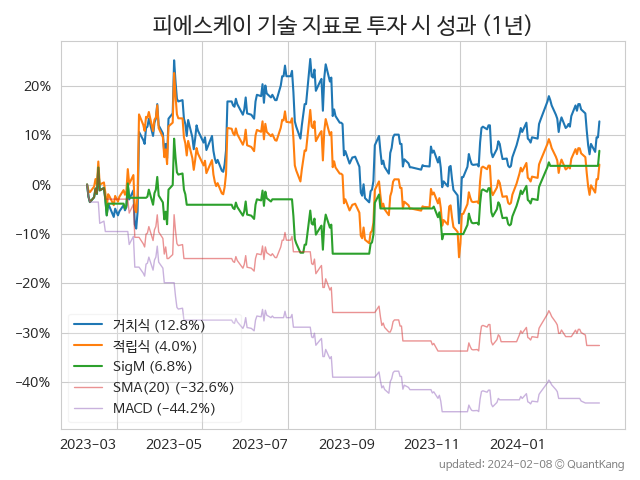 피에스케이 기술 지표로 투자 시 성과 (1년)
20%
10%
0%
−10%
−20%
−30%
−40%
거치식 (12.8%)
적립식 (4.0%)
SigM (6.8%)
SMA(20) (−32.6%)
MACD (−44.2%)
2023-03 2023-05 2023-07 2023-09 2023-11 2024-01
updated: 2024-02-08 © QuantKang